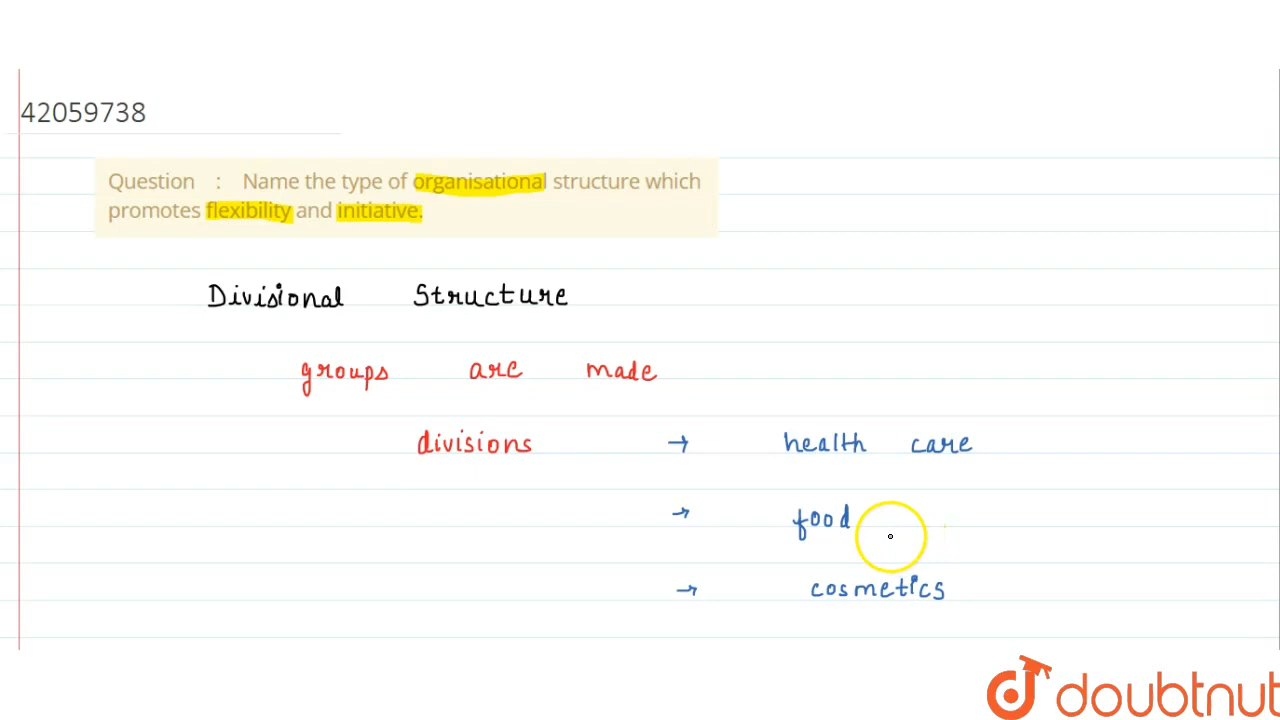 42059738
Question : Name the type of organisational structure which
promotes flexibility and initiative.
Divisional Structure
groups are made
divisions → health care
→ food
→ cosmetics
doubtnut